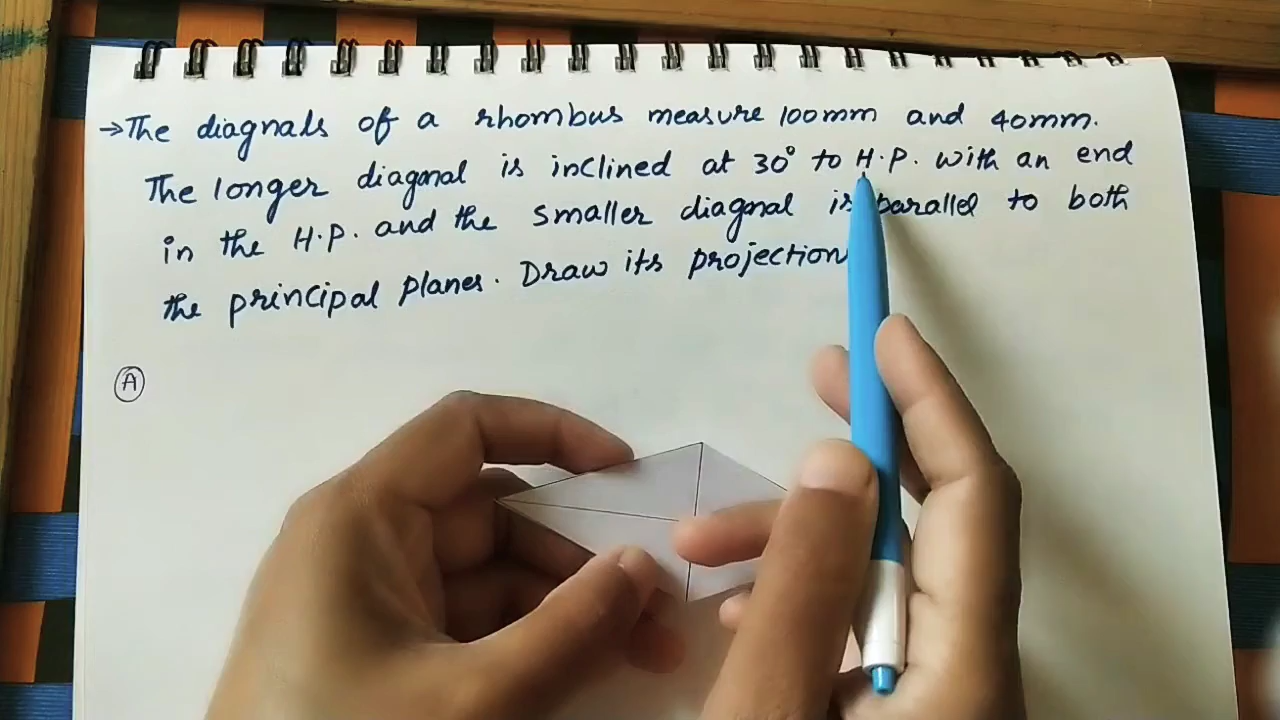 →The diagnals of a rhombus measure 100mm and 40mm.
The longer diagonal is inclined at 30° to H.P. with an end
in the H.P. and the smaller diagnal is parallel to both
the principal planes. Draw its projection
A